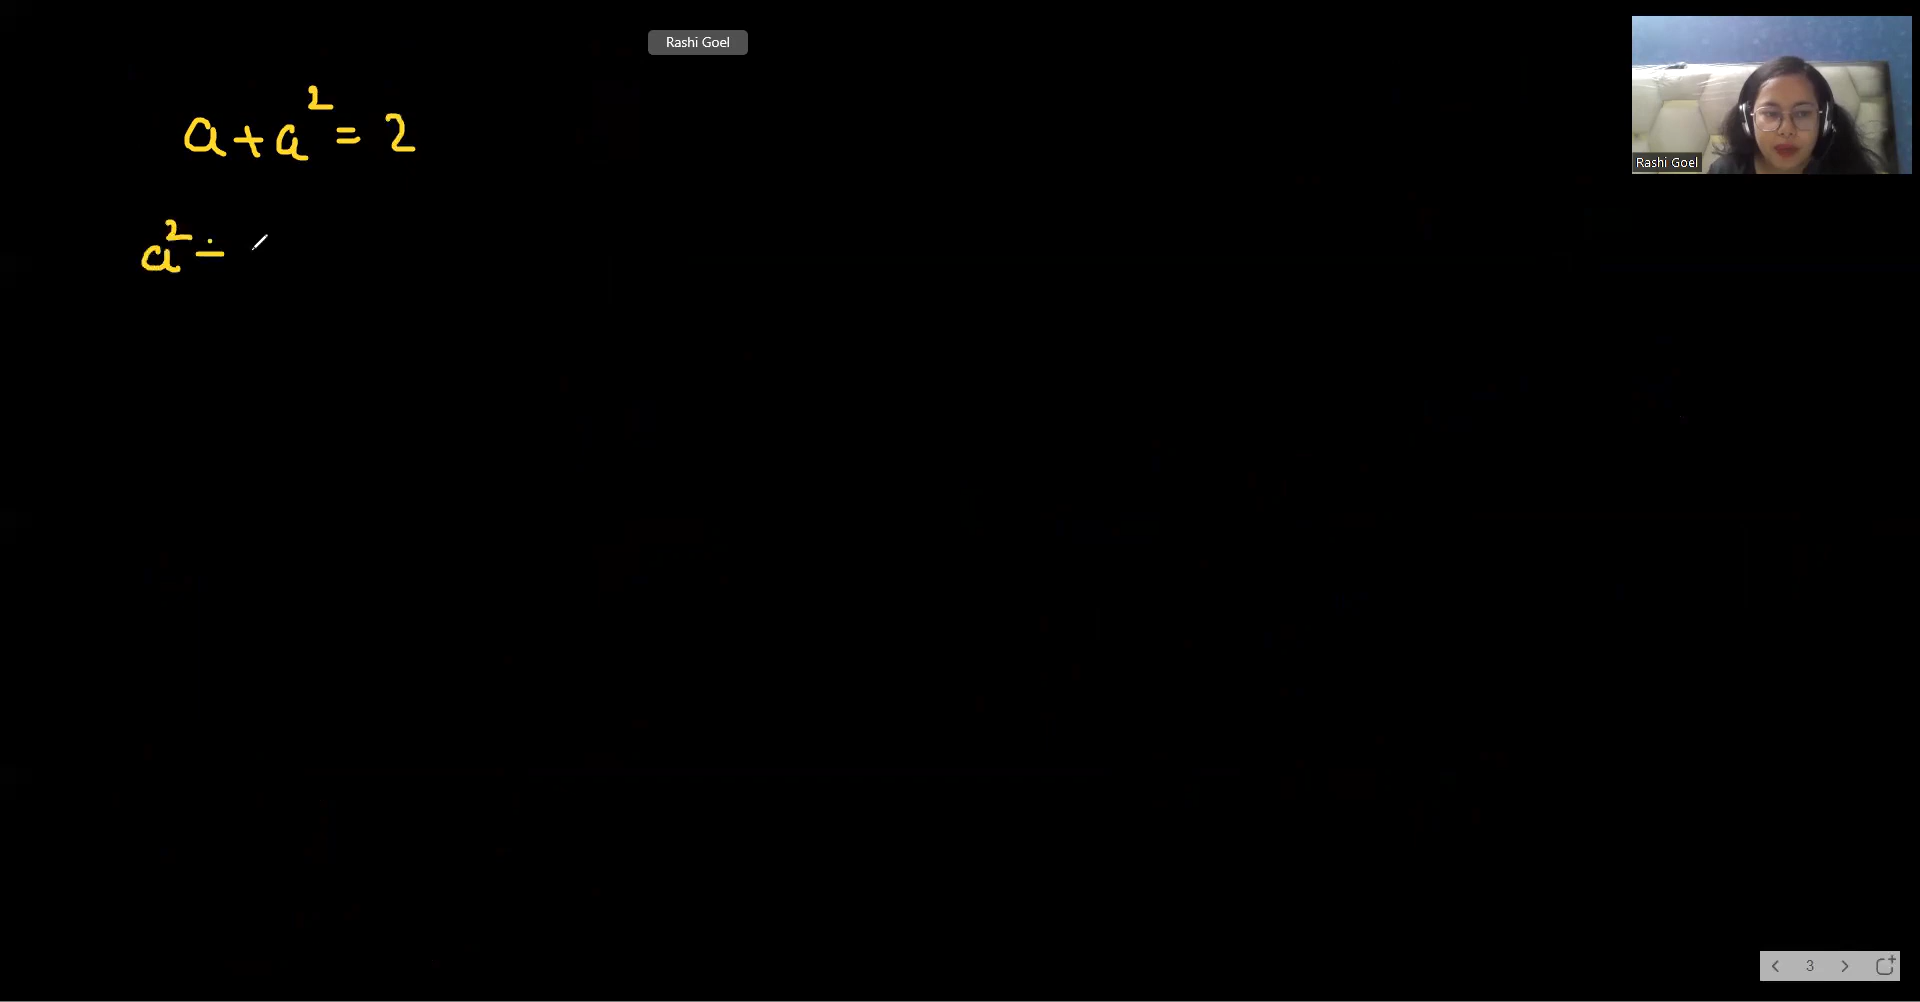 Rashi Goel
a + a² = 2
a² ÷
Rashi Goel
3